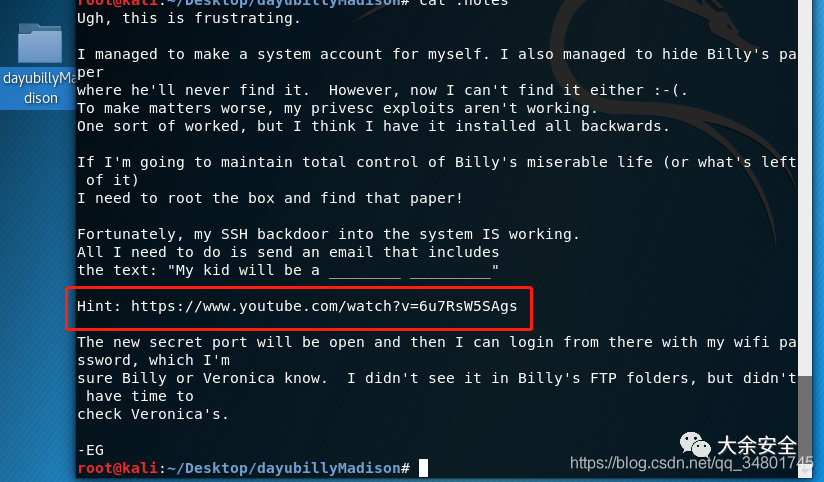 root@kali:~/Desktop/dayubillyMadison# cat .notes
Ugh, this is frustrating.
I managed to make a system account for myself. I also managed to hide Billy's pa
per
where he'll never find it.  However, now I can't find it either :-(.
To make matters worse, my privesc exploits aren't working.
One sort of worked, but I think I have it installed all backwards.
If I'm going to maintain total control of Billy's miserable life (or what's left
 of it)
I need to root the box and find that paper!
Fortunately, my SSH backdoor into the system IS working.
All I need to do is send an email that includes
the text: "My kid will be a ________ _________"
Hint: https://www.youtube.com/watch?v=6u7RsW5SAgs
The new secret port will be open and then I can login from there with my wifi pa
ssword, which I'm
sure Billy or Veronica know.  I didn't see it in Billy's FTP folders, but didn't
 have time to
check Veronica's.
-EG
root@kali:~/Desktop/dayubillyMadison#
dayubillyMa
dison
大余安全
https://blog.csdn.net/qq_34801745